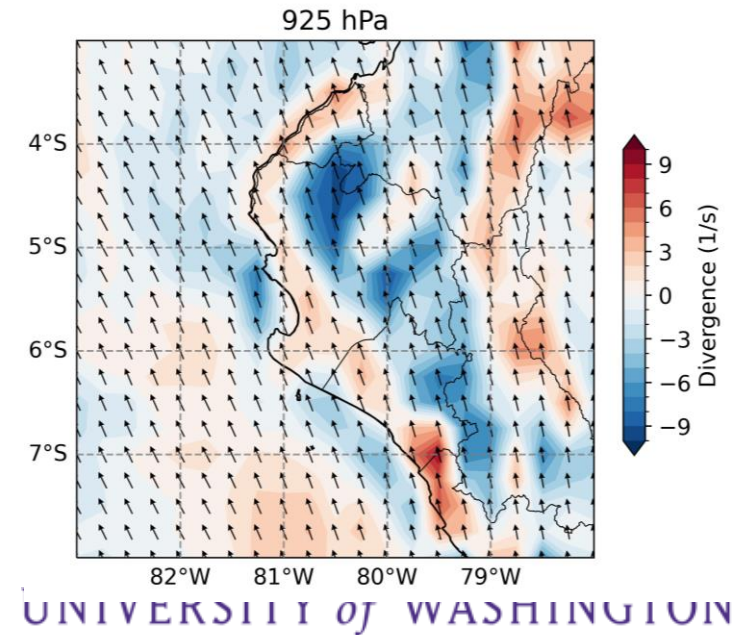 925 hPa
4°S
5°S
6°S
7°S
82°W 81°W 80°W 79°W
9
6
3
0
−3
−6
−9
Divergence (1/s)
UNIVERSITY of WASHINGTON